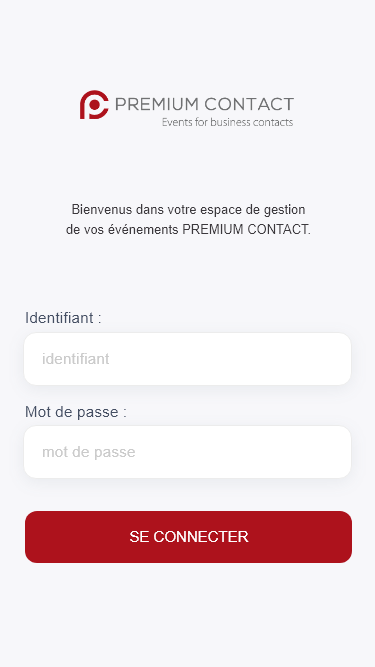 PREMIUM CONTACT
Events for business contacts
Bienvenus dans votre espace de gestion
de vos événements PREMIUM CONTACT.
Identifiant :
identifiant
Mot de passe :
mot de passe
SE CONNECTER